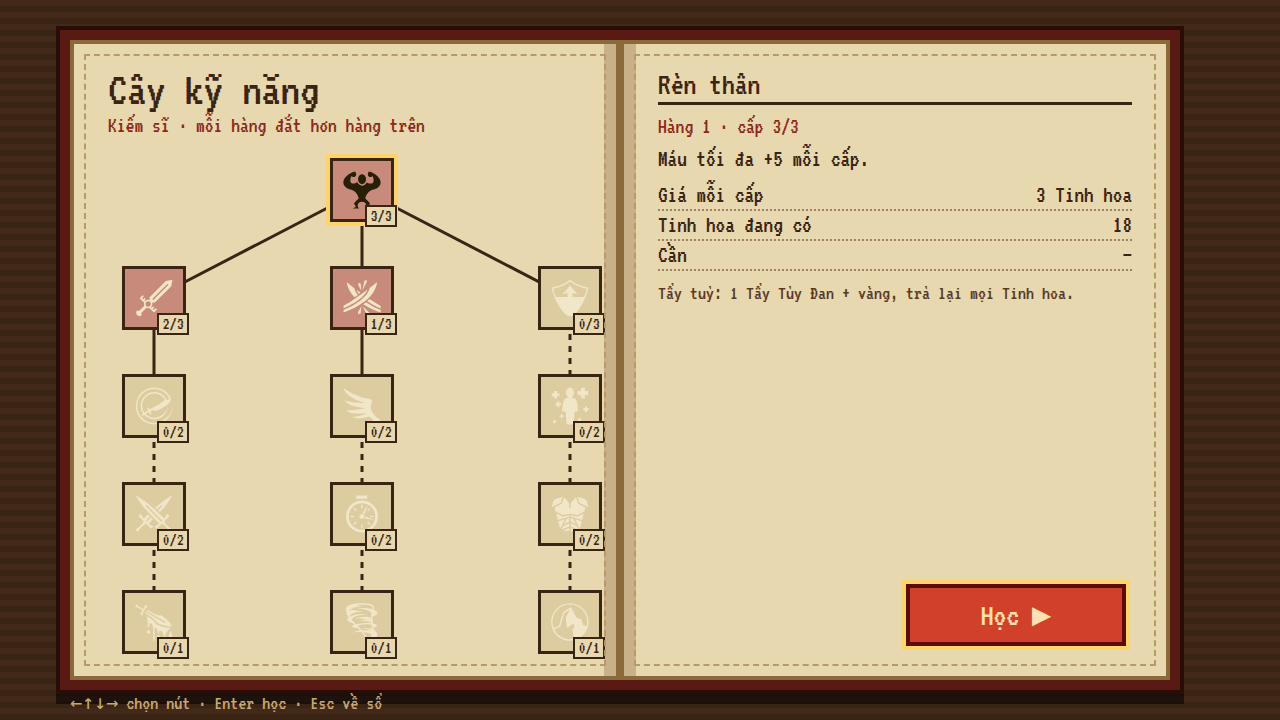 Cây kỹ năng
Kiếm sĩ · mỗi hàng đắt hơn hàng trên
3/3
2/3
1/3
0/3
0/2
0/2
0/2
0/2
0/2
0/2
0/1
0/1
0/1
Rèn thân
Hàng 1 · cấp 3/3
Máu tối đa +5 mỗi cấp.
Giá mỗi cấp 3 Tinh hoa
Tinh hoa đang có 18
Cần —
Tẩy tuỷ: 1 Tẩy Tủy Đan + vàng, trả lại mọi Tinh hoa.
Học ▶
←↑↓→ chọn nút · Enter học · Esc về sổ